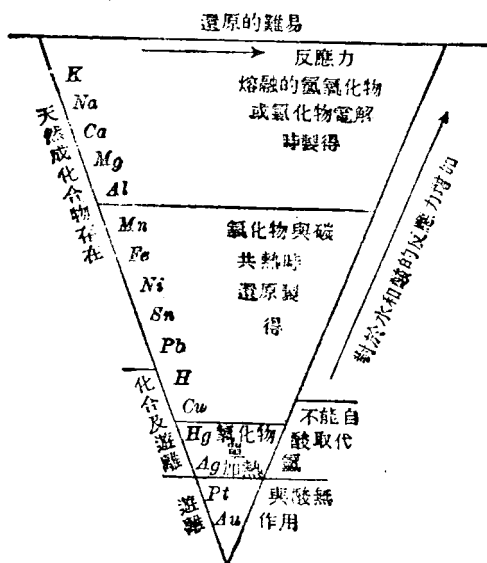 還原的難易
反應力
熔融的氫氧化物
或氯化物電解
時製得
K
Na
Ca
Mg
Al
天然成化合物存在
Mn
Fe
Ni
Sn
Pb
H
Cu
氧化物與碳
共熱時
還原製
得
對於水和酸的反應力增加
化合及遊離
Hg
Ag
氧化物
單
加熱
不能自
酸取代
氫
遊離
Pt
Au
與酸無
作用